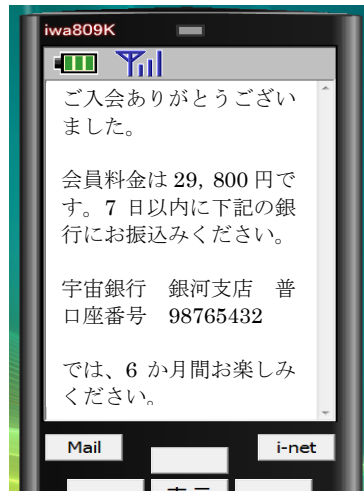 iwa809K
ご入会ありがとうござい
ました。
会員料金は 29, 800 円で
す。7 日以内に下記の銀
行にお振込みください。
宇宙銀行　銀河支店　普
口座番号　98765432
では、6 か月間お楽しみ
ください。
Mail
i-net